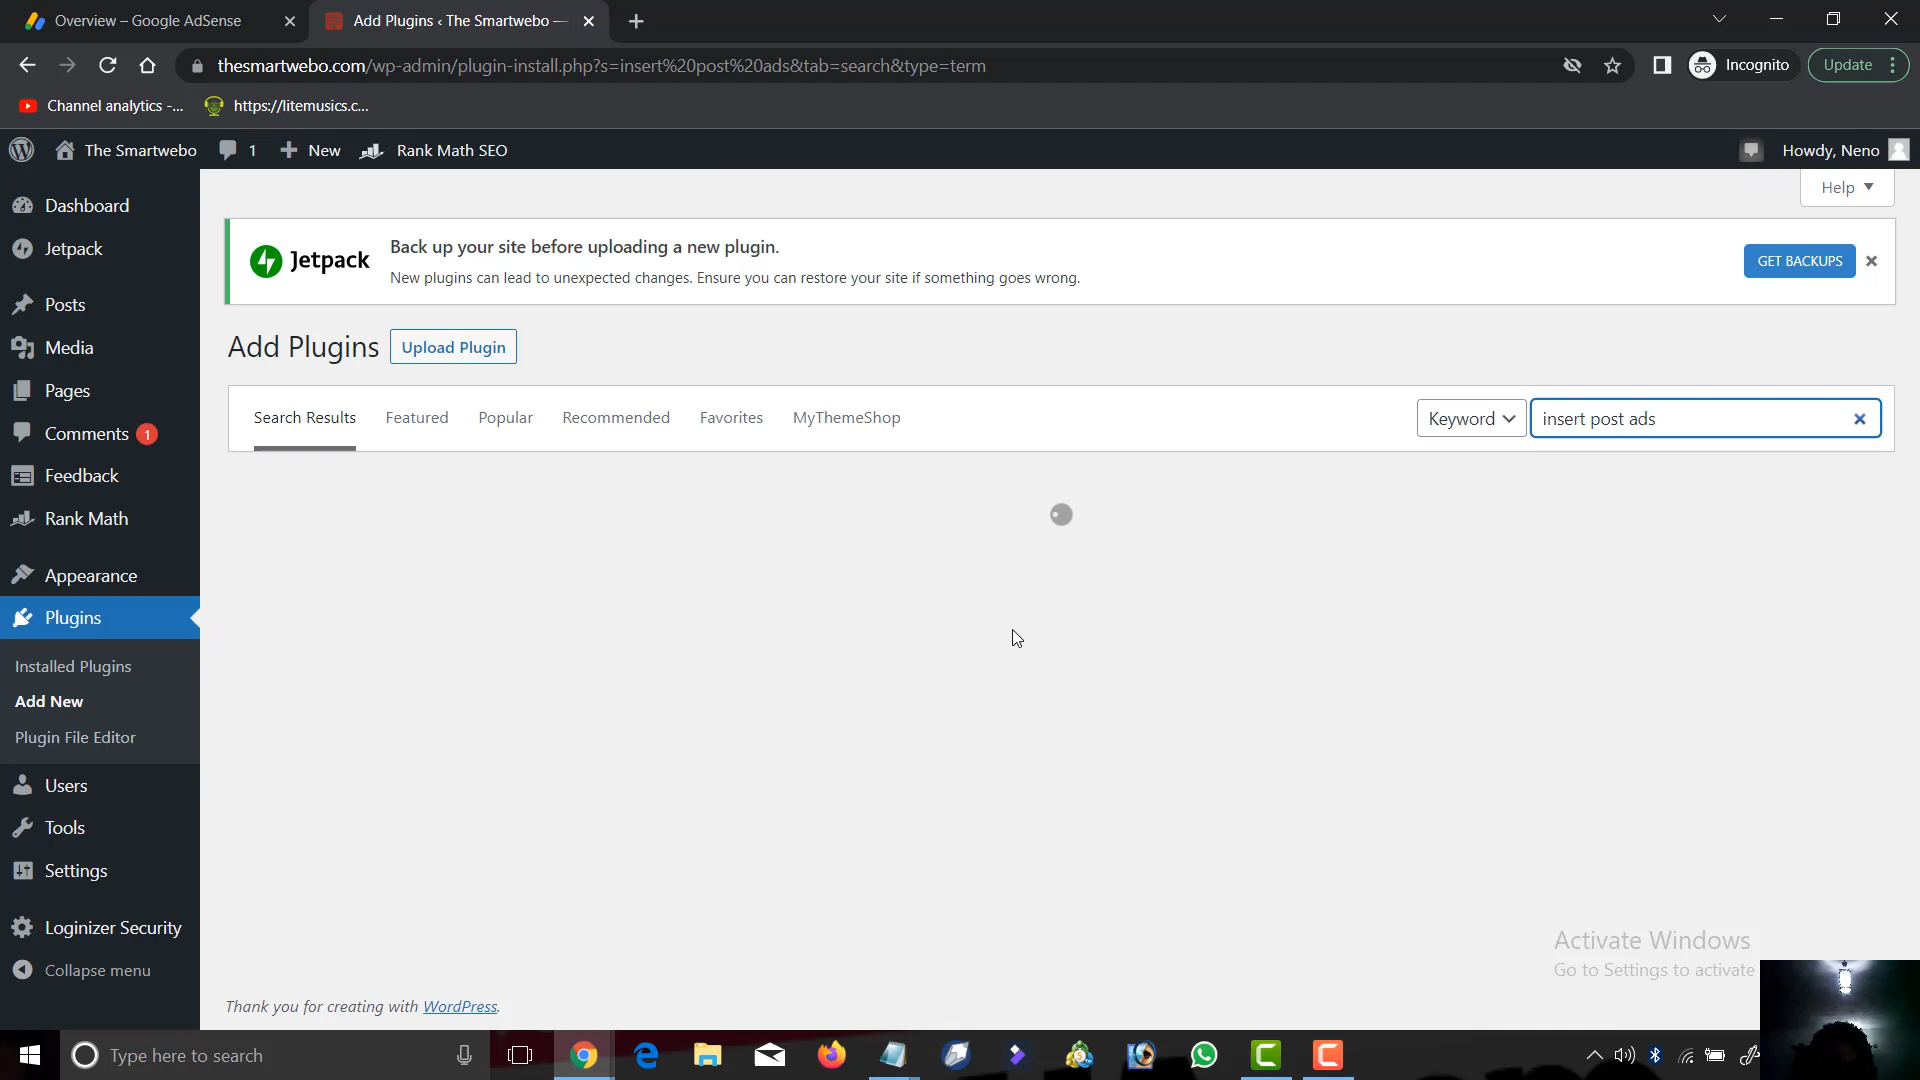 Overview – Google AdSense
Add Plugins ‹ The Smartwebo —
thesmartwebo.com/wp-admin/plugin-install.php?s=insert%20post%20ads&tab=search&type=term
Incognito
Update
Channel analytics -...
https://litemusics.c...
The Smartwebo
1
New
Rank Math SEO
Howdy, Neno
Help
Dashboard
Jetpack
Posts
Media
Pages
Comments 1
Feedback
Rank Math
Appearance
Plugins
Installed Plugins
Add New
Plugin File Editor
Users
Tools
Settings
Loginizer Security
Collapse menu
Jetpack
Back up your site before uploading a new plugin.
New plugins can lead to unexpected changes. Ensure you can restore your site if something goes wrong.
GET BACKUPS
Add Plugins
Upload Plugin
Search Results
Featured
Popular
Recommended
Favorites
MyThemeShop
Keyword
insert post ads
Activate Windows
Go to Settings to activate
Thank you for creating with WordPress.
Type here to search